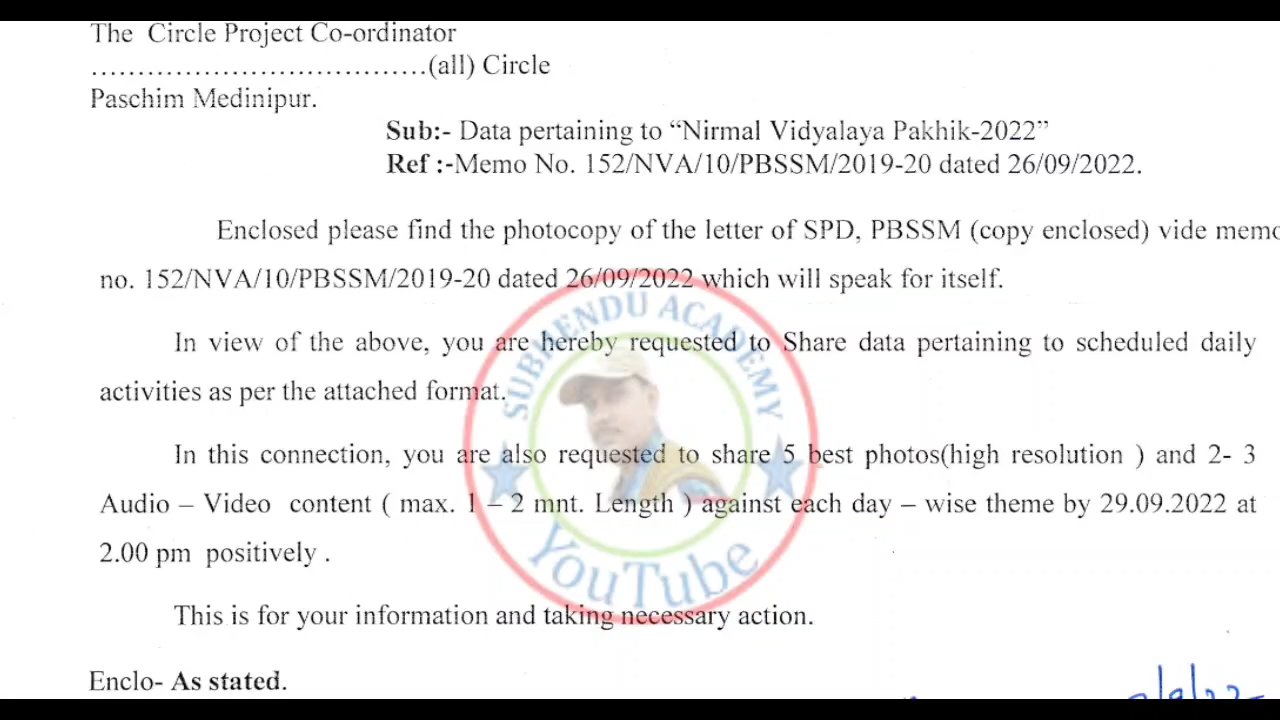 The Circle Project Co-ordinator
......................................(all) Circle
Paschim Medinipur.
Sub:- Data pertaining to “Nirmal Vidyalaya Pakhik-2022”
Ref :-Memo No. 152/NVA/10/PBSSM/2019-20 dated 26/09/2022.
Enclosed please find the photocopy of the letter of SPD, PBSSM (copy enclosed) vide memo
no. 152/NVA/10/PBSSM/2019-20 dated 26/09/2022 which will speak for itself.
In view of the above, you are hereby requested to Share data pertaining to scheduled daily
activities as per the attached format.
In this connection, you are also requested to share 5 best photos(high resolution ) and 2- 3
Audio – Video content ( max. 1 – 2 mnt. Length ) against each day – wise theme by 29.09.2022 at
2.00 pm positively .
This is for your information and taking necessary action.
Enclo- As stated.
SUBHENDU ACADEMY
YouTube